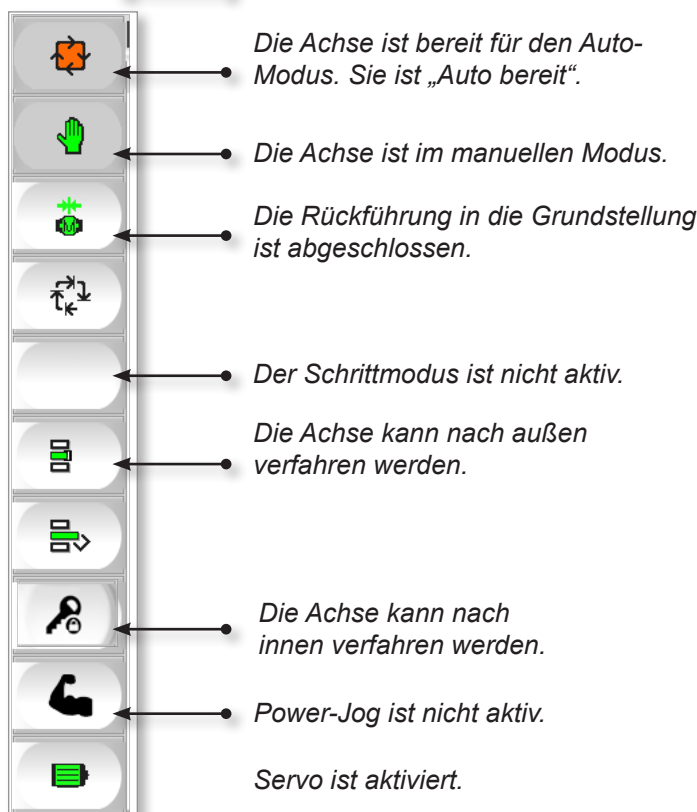 Die Achse ist bereit für den Auto-
Modus. Sie ist „Auto bereit“.
Die Achse ist im manuellen Modus.
Die Rückführung in die Grundstellung
ist abgeschlossen.
Der Schrittmodus ist nicht aktiv.
Die Achse kann nach außen
verfahren werden.
Die Achse kann nach
innen verfahren werden.
Power-Jog ist nicht aktiv.
Servo ist aktiviert.